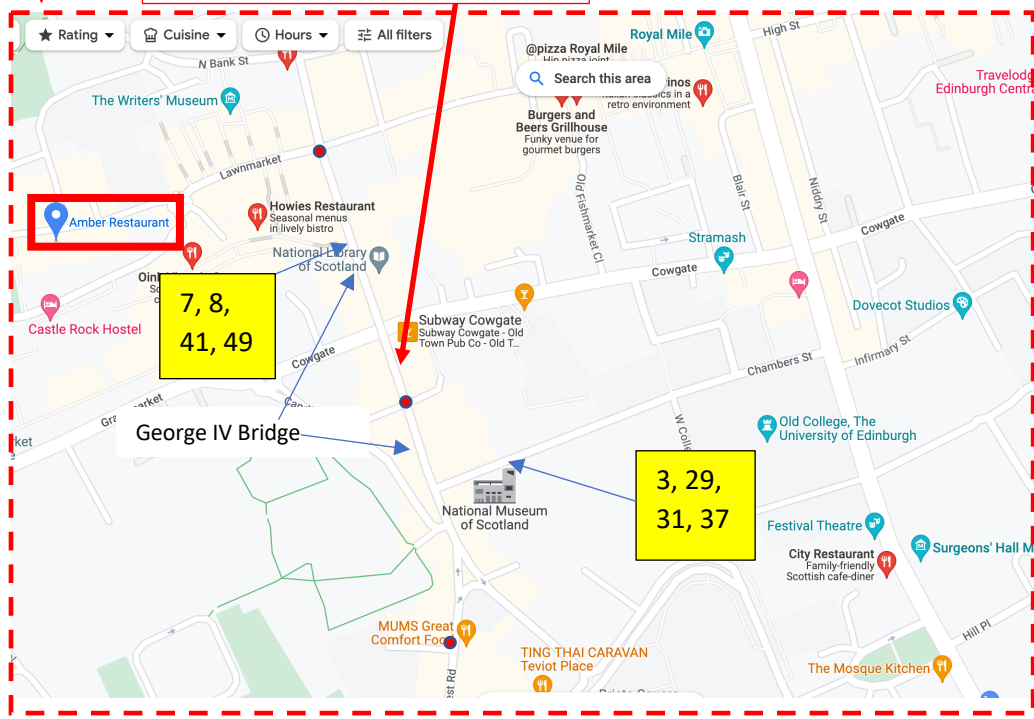 Rating
Cuisine
Hours
All filters
N Bank St
@pizza Royal Mile
Royal Mile
High St
Search this area
Travelodg
Edinburgh Centra
The Writers' Museum
in a
retro environment
Burgers and
Beers Grillhouse
Funky venue for
gourmet burgers
Lawnmarket
Old Fishmarket Cl
Blair St
Niddry St
Amber Restaurant
Howies Restaurant
Seasonal menus
in lively bistro
Cowgate
National Library
of Scotland
Stramash
Cowgate
7, 8,
41, 49
Castle Rock Hostel
Subway Cowgate
Subway Cowgate - Old
Town Pub Co - Old T...
Dovecot Studios
Cowgate
Chambers St
Infirmary St
George IV Bridge
Old College, The
University of Edinburgh
3, 29,
31, 37
National Museum
of Scotland
Festival Theatre
City Restaurant
Family-friendly
Scottish cafe-diner
Surgeons' Hall M
MUMS Great
Comfort Food
TING THAI CARAVAN
Teviot Place
Hill Pl
The Mosque Kitchen